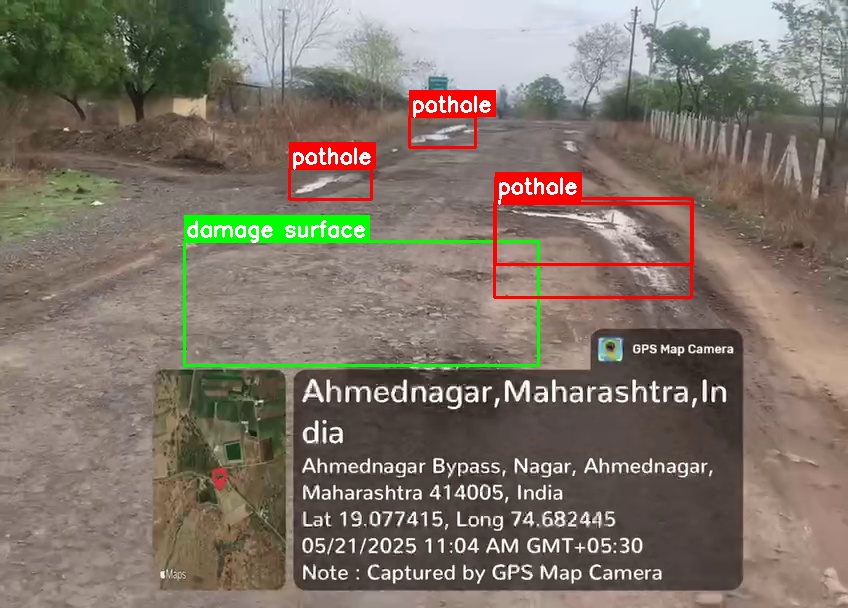 pothole
pothole
pothole
damage surface
GPS Map Camera
Ahmednagar,Maharashtra,In
dia
Ahmednagar Bypass, Nagar, Ahmednagar,
Maharashtra 414005, India
Lat 19.077415, Long 74.682445
05/21/2025 11:04 AM GMT+05:30
Note : Captured by GPS Map Camera
Maps